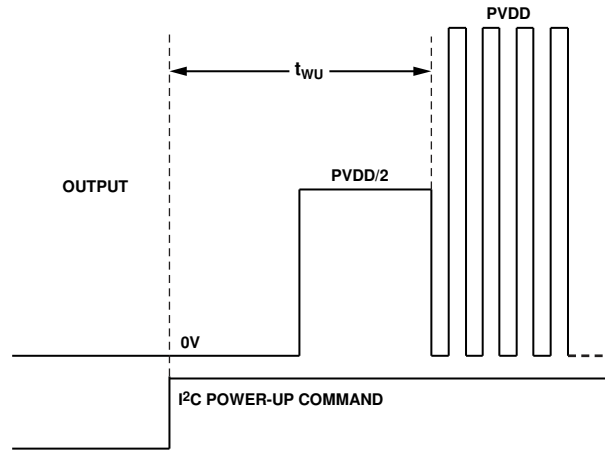 PVDD
tWU
PVDD/2
OUTPUT
0V
I²C POWER-UP COMMAND